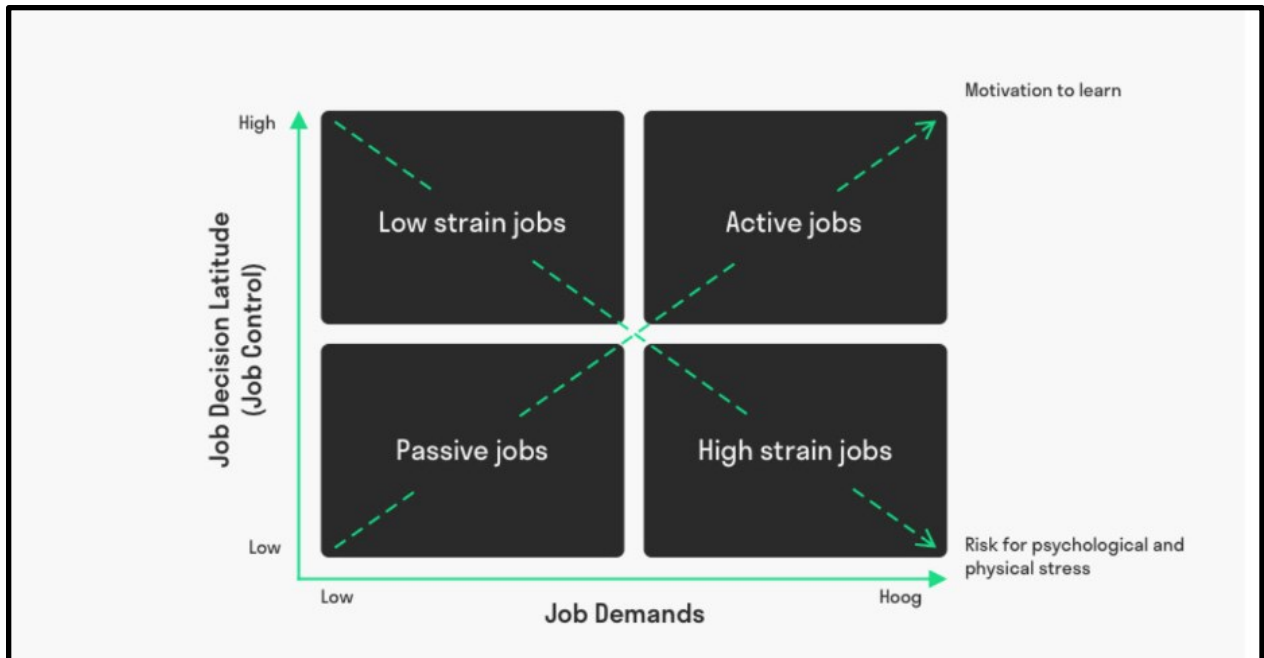 Motivation to learn
High
Low strain jobs
Active jobs
Job Decision Latitude
(Job Control)
Passive jobs
High strain jobs
Low
Risk for psychological and
physical stress
Low
Hoog
Job Demands